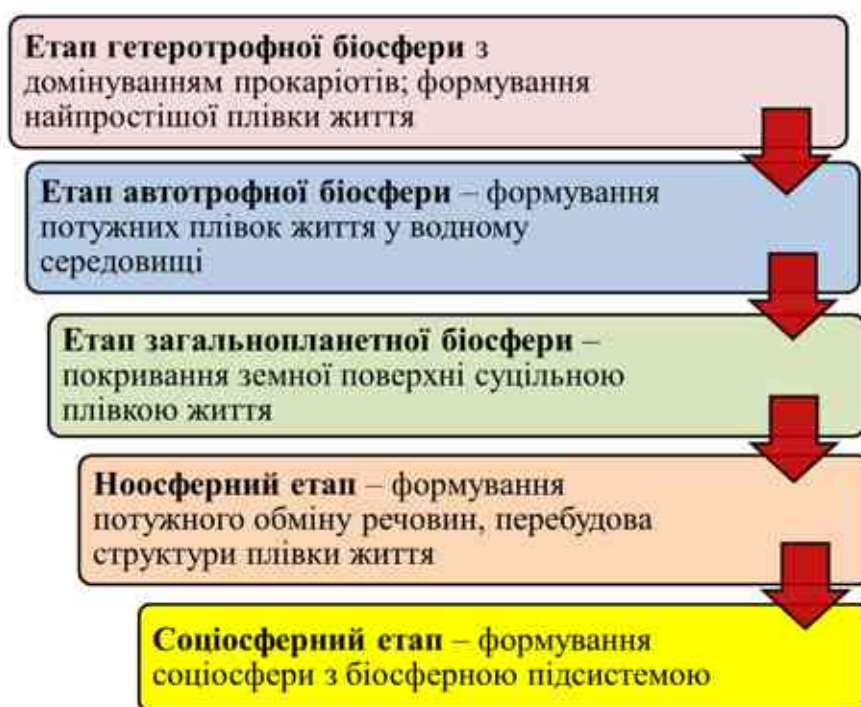 Етап гетеротрофної біосфери з
домінуванням прокаріотів; формування
найпростішої плівки життя
Етап автотрофної біосфери – формування
потужних плівок життя у водному
середовищі
Етап загальнопланетної біосфери –
покривання земної поверхні суцільною
плівкою життя
Ноосферний етап – формування
потужного обміну речовин, перебудова
структури плівки життя
Соціосферний етап – формування
соціосфери з біосферною підсистемою